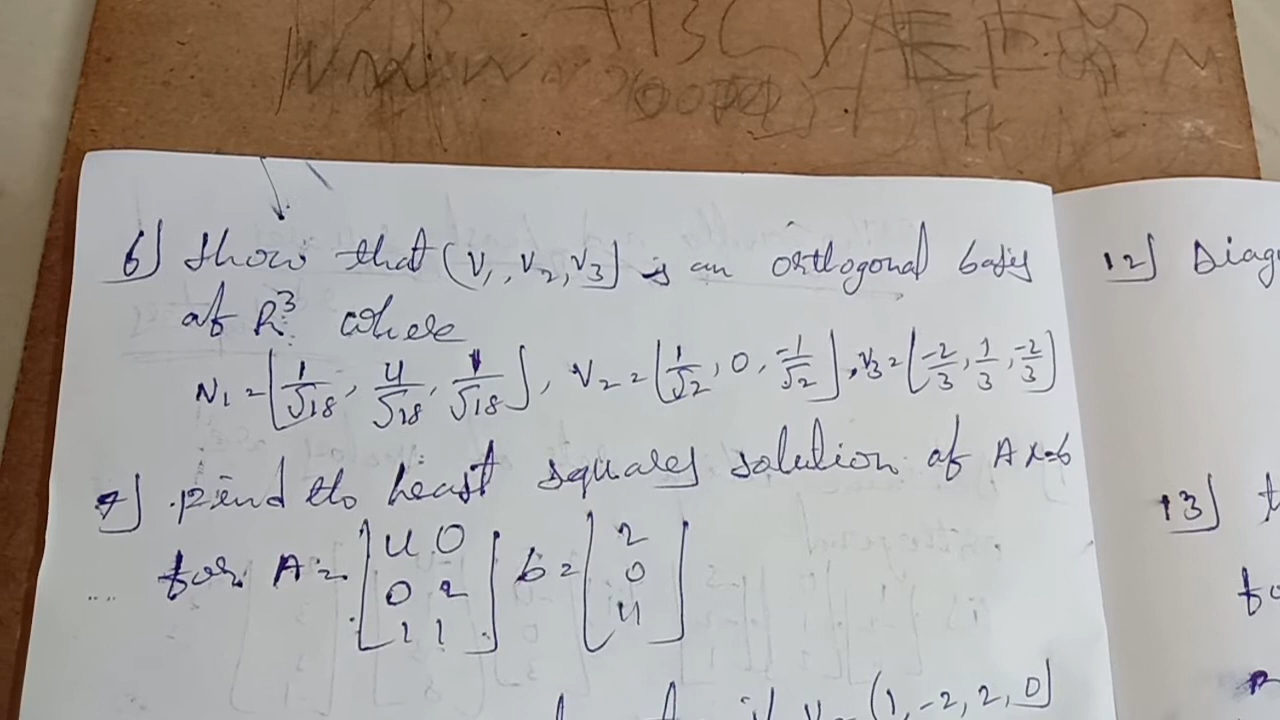 ABCDEF
6] Show that (V1, V2, V3] is an orthogonal basis
of R³ where
V1 = [1/√18, 4/√18, 1/√18], V2 = [1/√2, 0, -1/√2], V3 = [-2/3, 1/3, -2/3]
7] Find the Least squares solution of Ax=b
for A = [4 0
0 2
1 1] b = [2
0
4]
(1, -2, 2, 0]
12]
13]